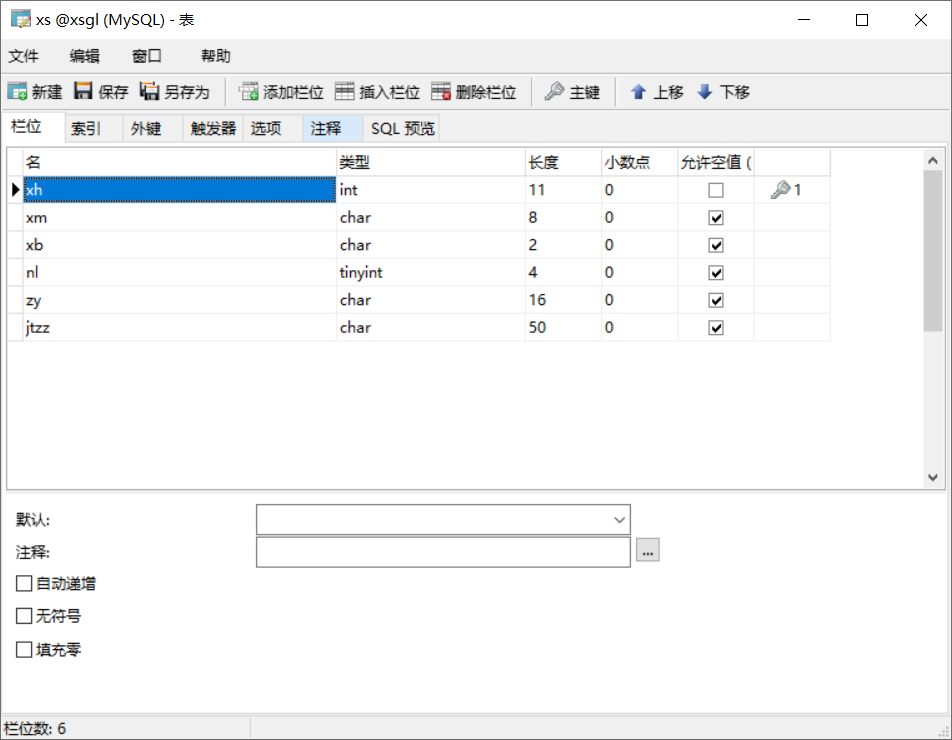 xs @xsgl (MySQL) - 表
文件 编辑 窗口 帮助
新建 保存 另存为 添加栏位 插入栏位 删除栏位 主键 上移 下移
栏位 索引 外键 触发器 选项 注释 SQL 预览
名 类型 长度 小数点 允许空值 (
xh int 11 0 1
xm char 8 0
xb char 2 0
nl tinyint 4 0
zy char 16 0
jtzz char 50 0
默认:
注释: ...
自动递增
无符号
填充零
栏位数: 6